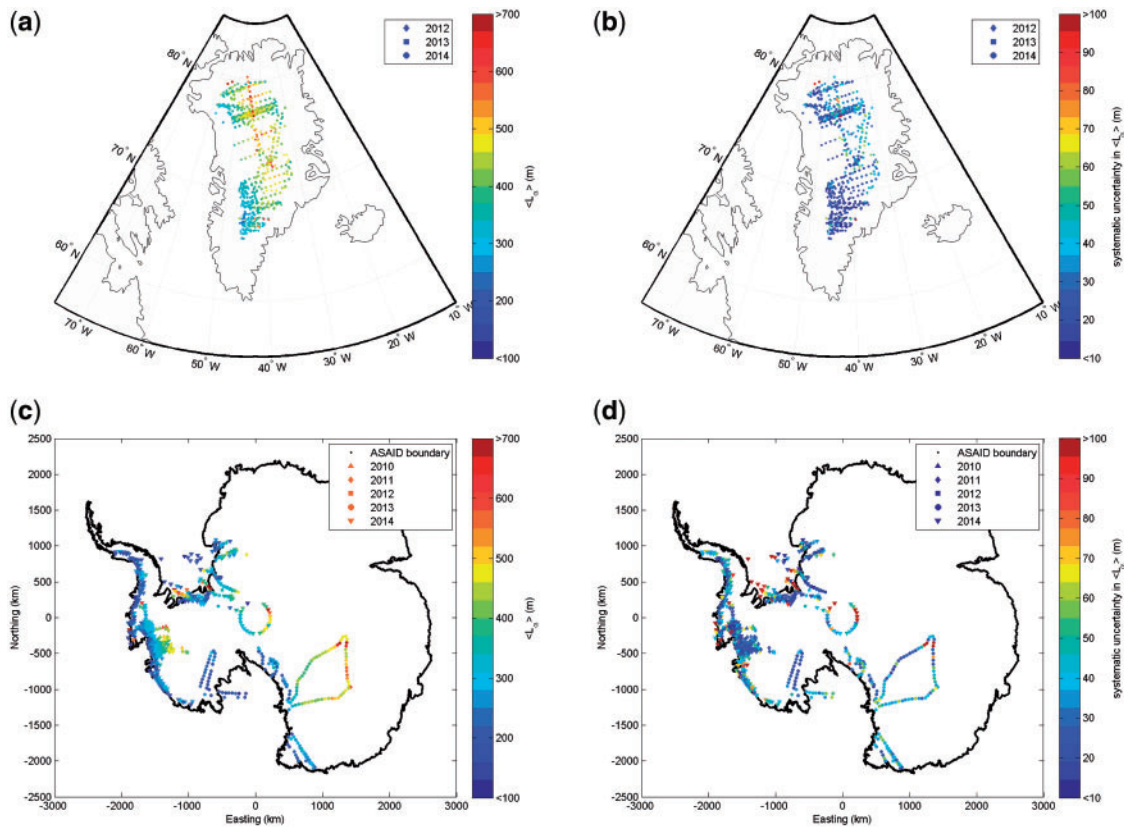 (a)
80° N
70° N
60° N
70° W
60° W
50° W
40° W
30° W
20° W
10° W
2012
2013
2014
>700
600
500
400
300
200
<100
(m)
(b)
80° N
70° N
60° N
70° W
60° W
50° W
40° W
30° W
20° W
10° W
2012
2013
2014
>100
90
80
70
60
50
40
30
20
<10
systematic uncertainty in (m)
(c)
2500
2000
1500
1000
500
0
-500
-1000
-1500
-2000
-2500
Northing (km)
-3000
-2000
-1000
0
1000
2000
3000
Easting (km)
ASAID boundary
2010
2011
2012
2013
2014
>700
600
500
400
300
200
<100
(m)
(d)
2500
2000
1500
1000
500
0
-500
-1000
-1500
-2000
-2500
Northing (km)
-3000
-2000
-1000
0
1000
2000
3000
Easting (km)
ASAID boundary
2010
2011
2012
2013
2014
>100
90
80
70
60
50
40
30
20
<10
systematic uncertainty in (m)